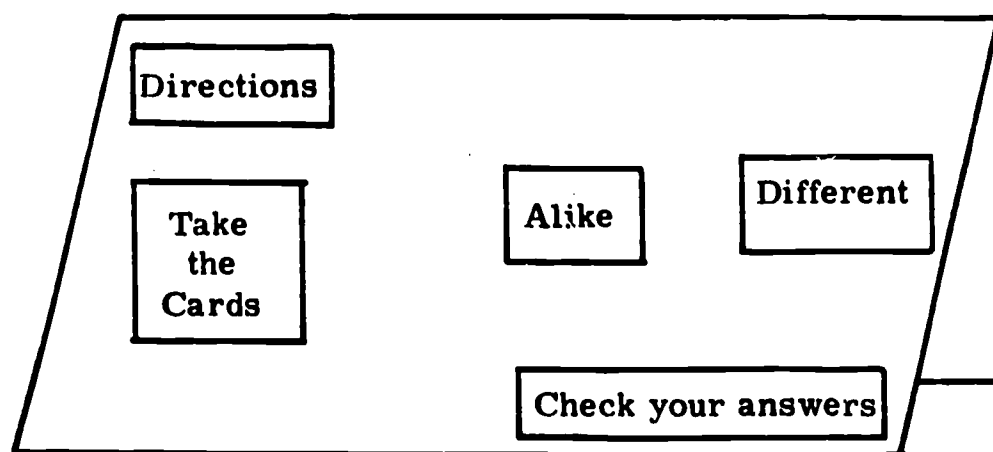 Directions
Take
the
Cards
Alike
Different
Check your answers